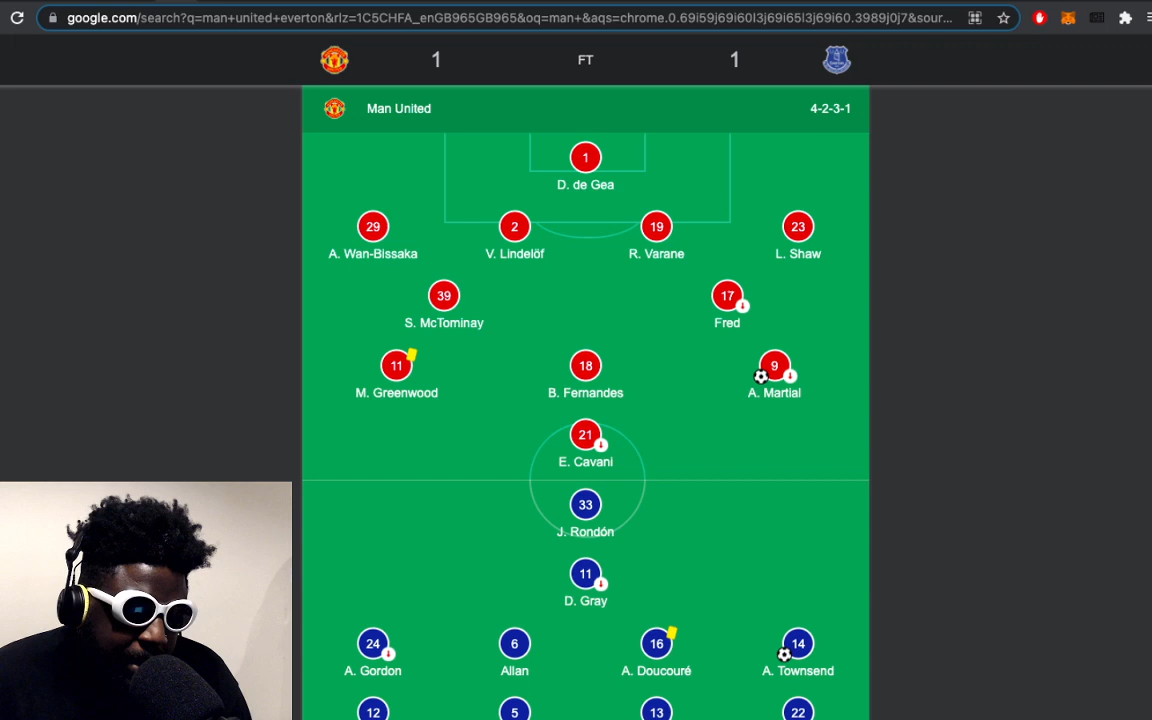 google.com/search?q=man+united+everton&rlz=1C5CHFA_enGB965GB965&oq=man+&aqs=chrome.0.69i59j69i60l3j69i65l3j69i60.3989j0j7&sour...
1 FT 1
Man United 4-2-3-1
1
D. de Gea
29 2 19 23
A. Wan-Bissaka V. Lindelöf R. Varane L. Shaw
39 17
S. McTominay Fred
11 18 9
M. Greenwood B. Fernandes A. Martial
21
E. Cavani
33
J. Rondón
11
D. Gray
24 6 16 14
A. Gordon Allan A. Doucouré A. Townsend
12 5 13 22